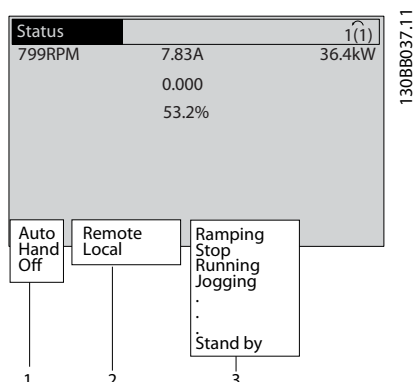 Status 1(1)
799RPM 7.83A 36.4kW
0.000
53.2%
Auto
Hand
Off
Remote
Local
Ramping
Stop
Running
Jogging
.
.
.
Stand by
1 2 3
130BB037.11